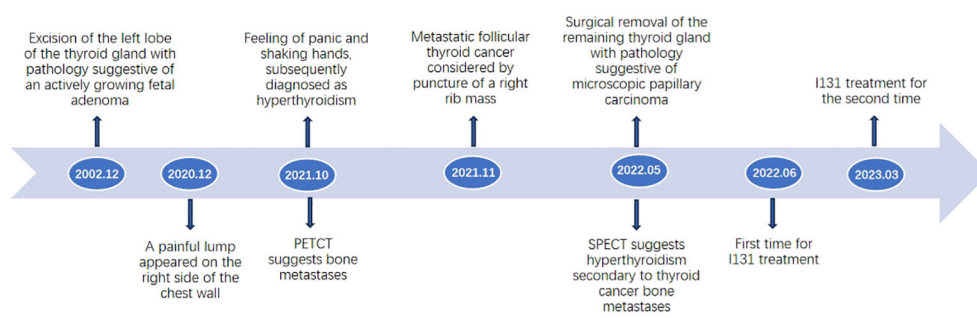 Excision of the left lobe
of the thyroid gland with
pathology suggestive of
an actively growing fetal
adenoma
Feeling of panic and
shaking hands,
subsequently
diagnosed as
hyperthyroidism
Metastatic follicular
thyroid cancer
considered by
puncture of a right
rib mass
Surgical removal of the
remaining thyroid gland
with pathology
suggestive of
microscopic papillary
carcinoma
I131 treatment for
the second time
2002.12
2020.12
2021.10
2021.11
2022.05
2022.06
2023.03
A painful lump
appeared on the
right side of the
chest wall
PETCT
suggests bone
metastases
SPECT suggests
hyperthyroidism
secondary to thyroid
cancer bone
metastases
First time for
I131 treatment